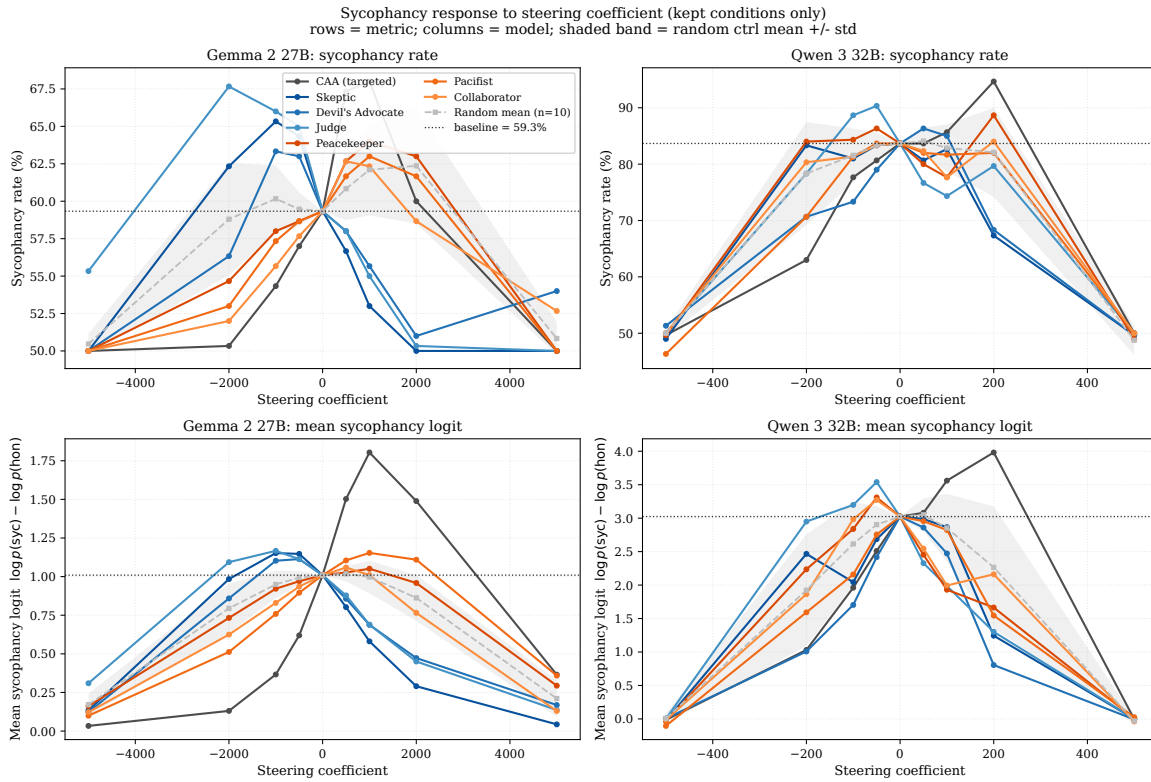 Sycophancy response to steering coefficient (kept conditions only)
rows = metric; columns = model; shaded band = random ctrl mean +/- std
Gemma 2 27B: sycophancy rate
Sycophancy rate (%)
67.5
65.0
62.5
60.0
57.5
55.0
52.5
50.0
CAA (targeted)
Skeptic
Devil's Advocate
Judge
Peacekeeper
Pacifist
Collaborator
Random mean (n=10)
baseline = 59.3%
−4000
−2000
0
2000
4000
Steering coefficient
Qwen 3 32B: sycophancy rate
Sycophancy rate (%)
90
80
70
60
50
−400
−200
0
200
400
Steering coefficient
Gemma 2 27B: mean sycophancy logit
Mean sycophancy logit log p(syc) − log p(hon)
1.75
1.50
1.25
1.00
0.75
0.50
0.25
0.00
−4000
−2000
0
2000
4000
Steering coefficient
Qwen 3 32B: mean sycophancy logit
Mean sycophancy logit log p(syc) − log p(hon)
4.0
3.5
3.0
2.5
2.0
1.5
1.0
0.5
0.0
−400
−200
0
200
400
Steering coefficient